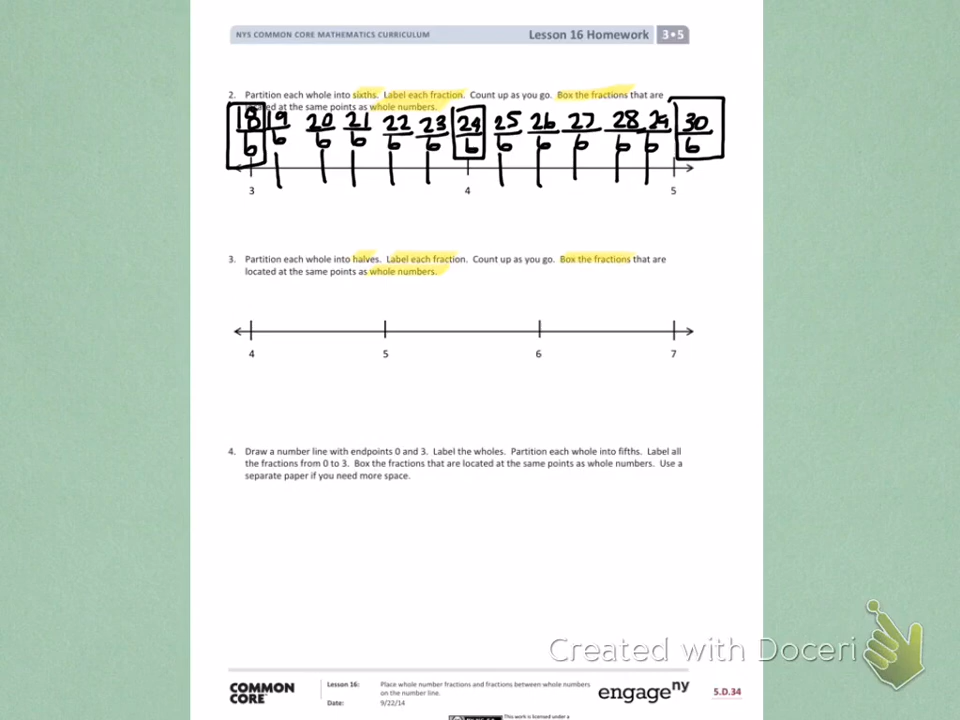 NYS COMMON CORE MATHEMATICS CURRICULUM Lesson 16 Homework 3•5
2. Partition each whole into sixths. Label each fraction. Count up as you go. Box the fractions that are
located at the same points as whole numbers.
18/6 19/6 20/6 21/6 22/6 23/6 24/6 25/6 26/6 27/6 28/6 29/6 30/6
3 4 5
3. Partition each whole into halves. Label each fraction. Count up as you go. Box the fractions that are
located at the same points as whole numbers.
4 5 6 7
4. Draw a number line with endpoints 0 and 3. Label the wholes. Partition each whole into fifths. Label all
the fractions from 0 to 3. Box the fractions that are located at the same points as whole numbers. Use a
separate paper if you need more space.
Created with Doceri
COMMON
CORE
Lesson 16: Place whole number fractions and fractions between whole numbers
on the number line.
Date: 9/22/14
engage ny
5.D.34
This work is licensed under a